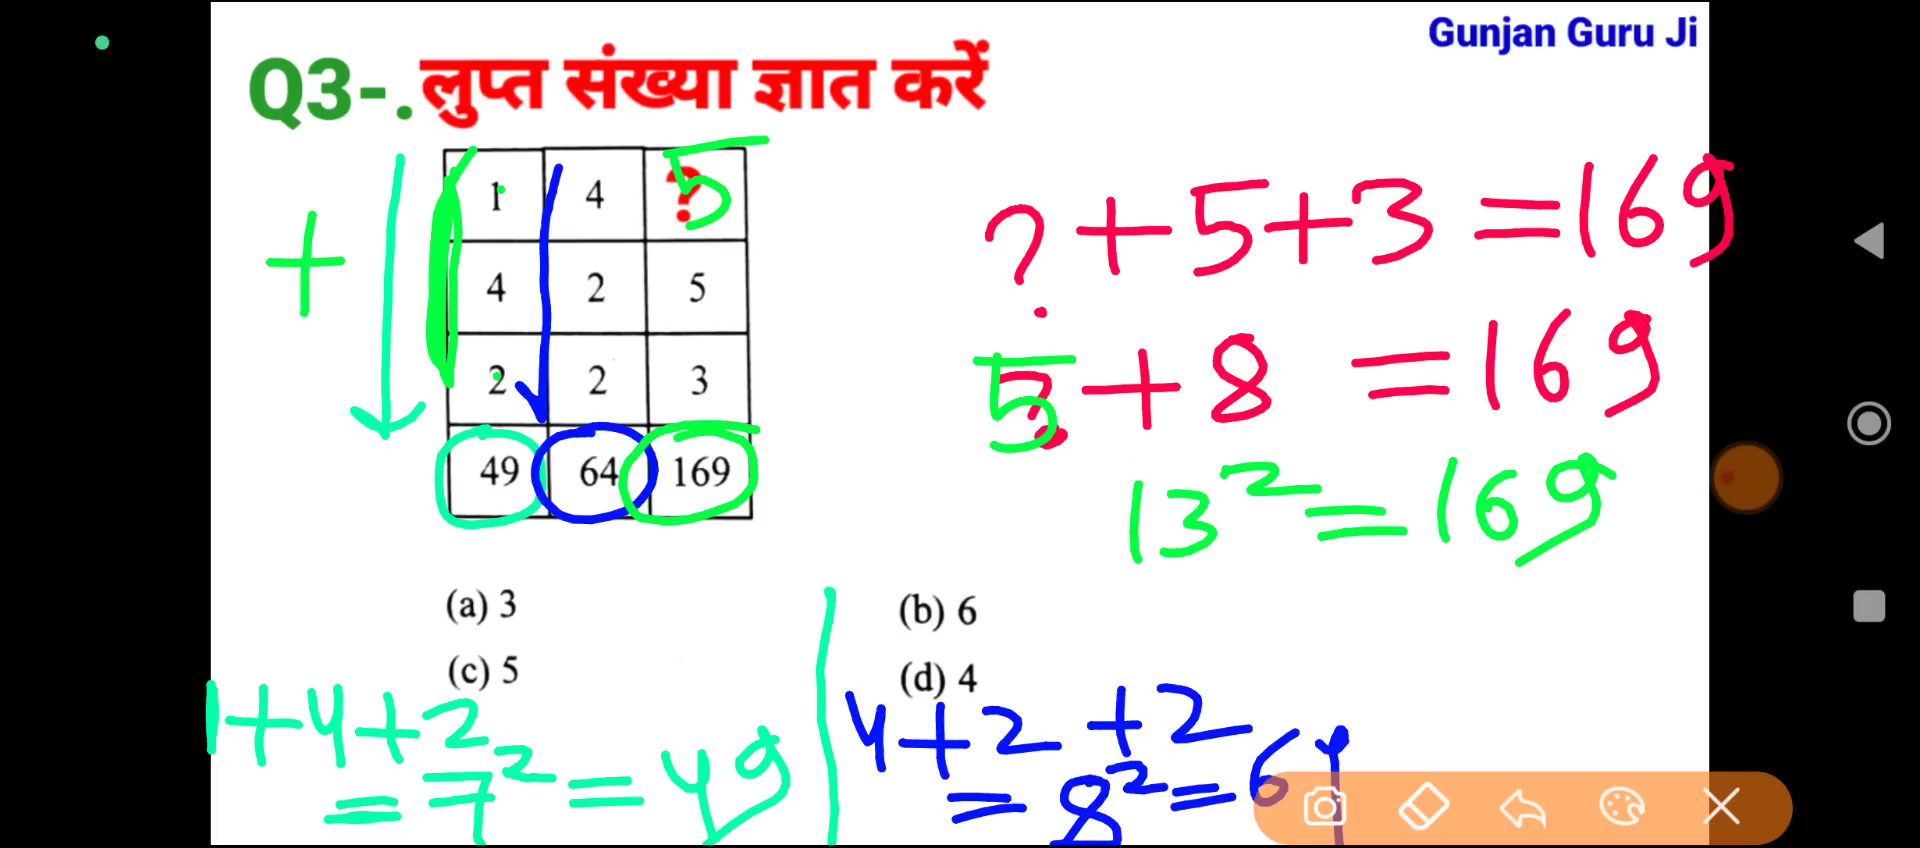 Gunjan Guru Ji
Q3-.लुप्त संख्या ज्ञात करें
1 4 ? 5
4 2 5
2 2 3
49 64 169
+
? + 5 + 3 = 169
5 + 8 = 169
13² = 169
(a) 3 (b) 6
(c) 5 (d) 4
1+4+2
= 7² = 49
4+2+2
= 8² = 64